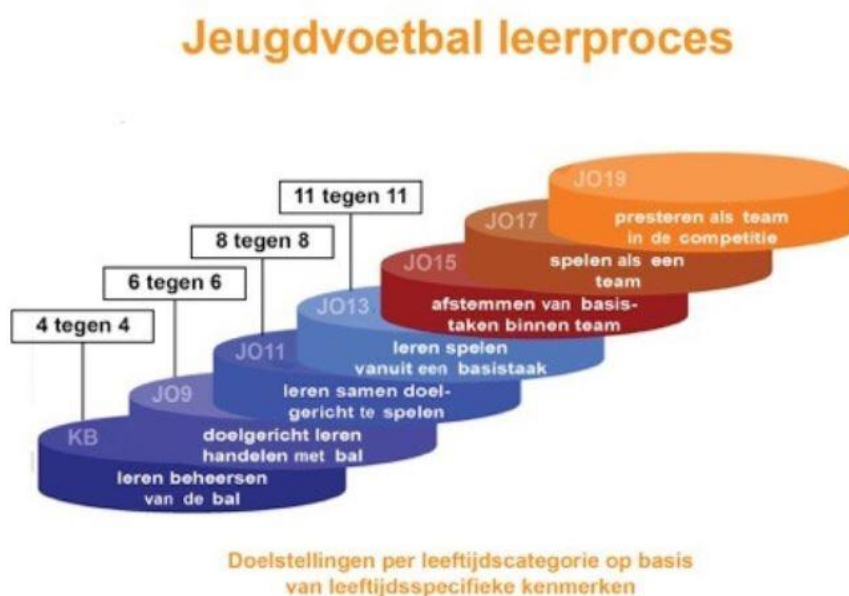 Jeugdvoetbal leerproces
JO19
presteren als team
in de competitie
11 tegen 11
JO17
spelen als een
team
8 tegen 8
JO15
afstemmen van basis-
taken binnen team
6 tegen 6
JO13
leren spelen
vanuit een basistaak
4 tegen 4
JO11
leren samen doel-
gericht te spelen
JO9
doelgericht leren
handelen met bal
KB
leren beheersen
van de bal
Doelstellingen per leeftijdscategorie op basis
van leeftijdsspecifieke kenmerken